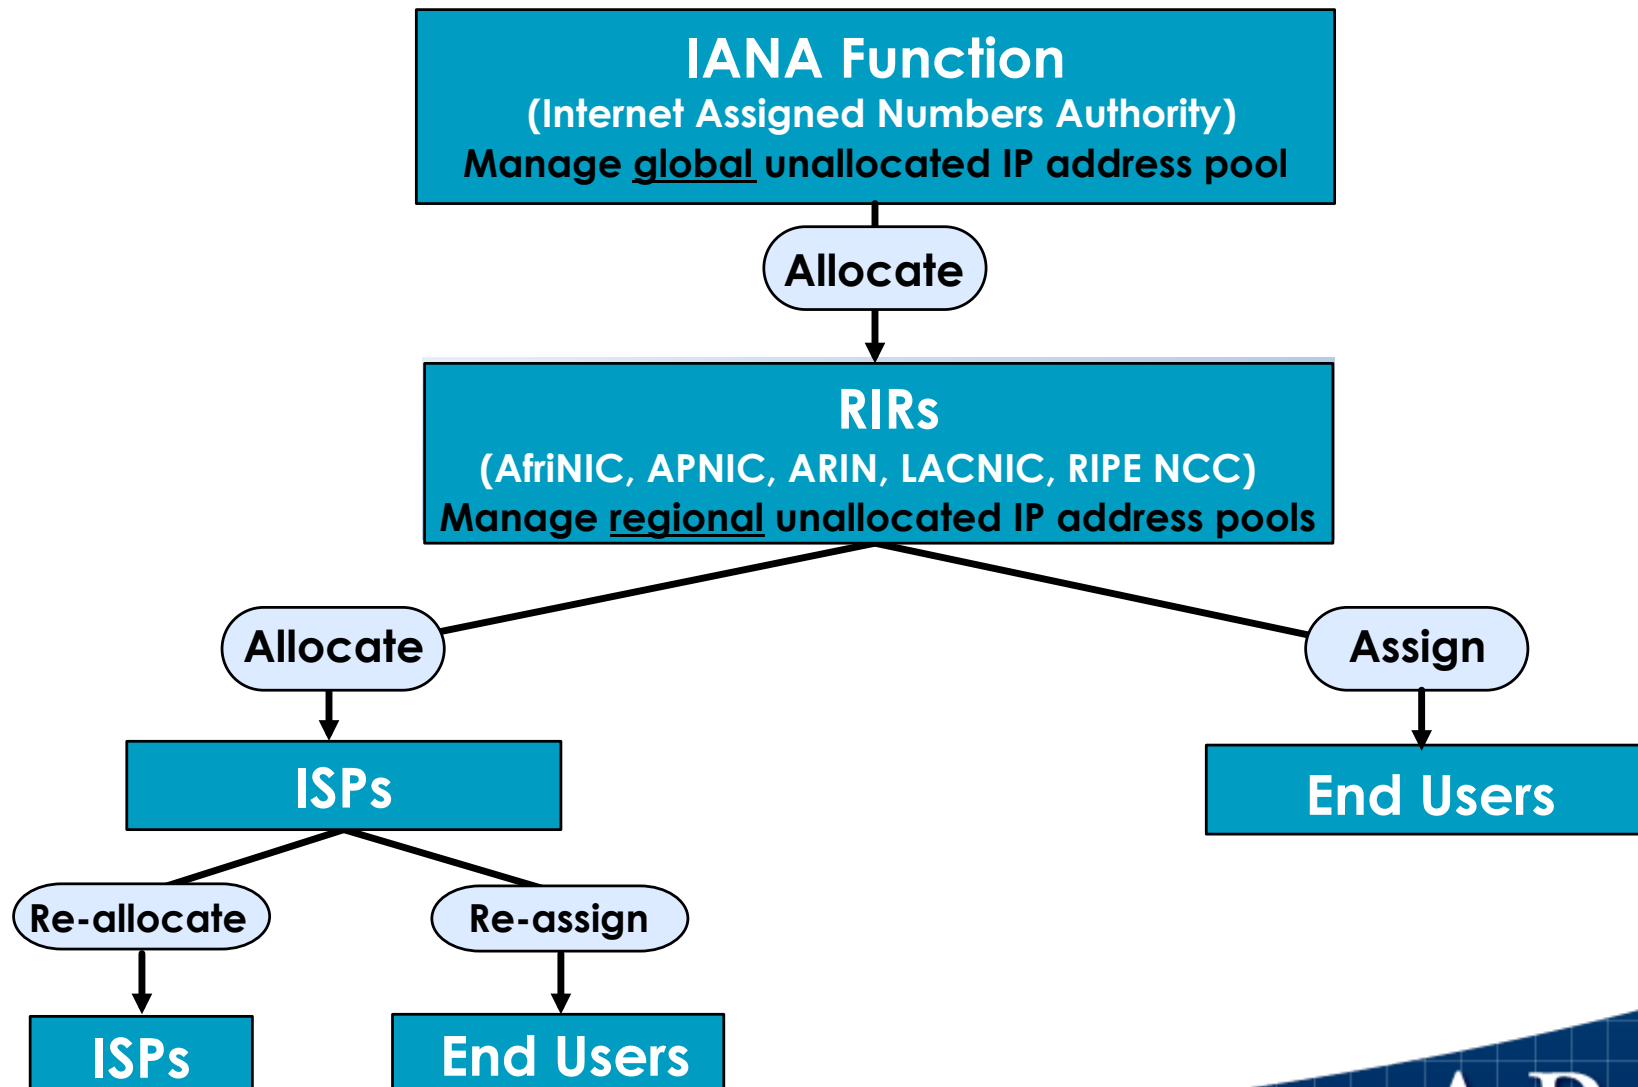 IANA Function
(Internet Assigned Numbers Authority)
Manage global unallocated IP address pool
Allocate
RIRs
(AfriNIC, APNIC, ARIN, LACNIC, RIPE NCC)
Manage regional unallocated IP address pools
Allocate
Assign
ISPs
End Users
Re-allocate
Re-assign
ISPs
End Users